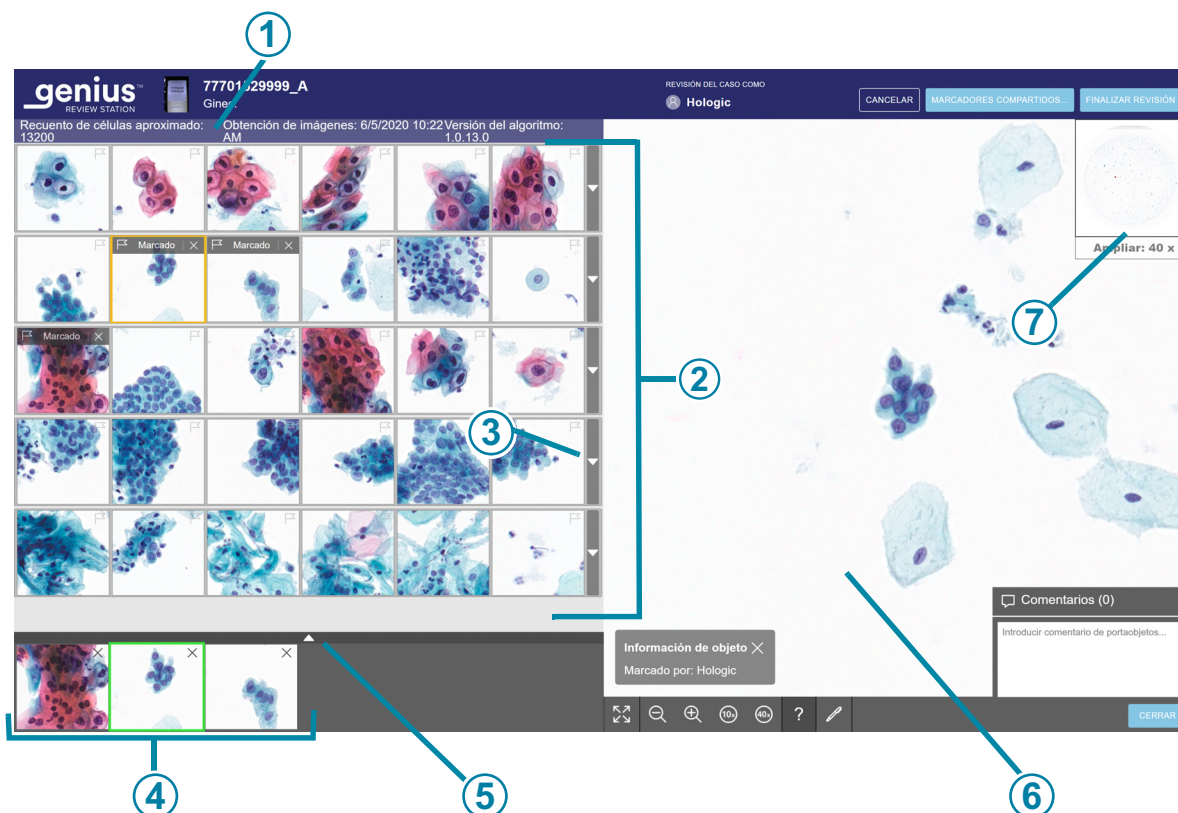 1
genius™
REVIEW STATION
Gine
REVISIÓN DEL CASO COMO
Hologic
CANCELAR
MARCADORES COMPARTIDOS...
FINALIZAR REVISIÓN
Recuento de células aproximado:
13200
Obtención de imágenes: 6/5/2020 10:22
AM
Versión del algoritmo:
1.0.13.0
Marcado
Marcado
Marcado
Ampliar: 40 x
7
2
3
Comentarios (0)
Introducir comentario de portaobjetos...
Información de objeto
Marcado por: Hologic
10x
40x
?
CERRAR
4
5
6